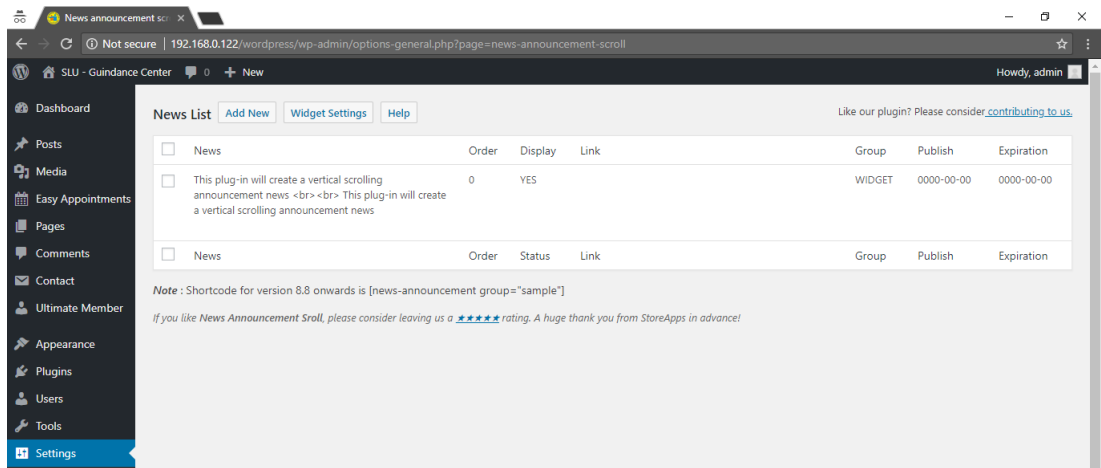 News announcement scr
Not secure | 192.168.0.122/wordpress/wp-admin/options-general.php?page=news-announcement-scroll
SLU - Guindance Center 0 New Howdy, admin
Dashboard
Posts
Media
Easy Appointments
Pages
Comments
Contact
Ultimate Member
Appearance
Plugins
Users
Tools
Settings
News List Add New Widget Settings Help Like our plugin? Please consider contributing to us.
News Order Display Link Group Publish Expiration
This plug-in will create a vertical scrolling 0 YES WIDGET 0000-00-00 0000-00-00
announcement news <br><br> This plug-in will create
a vertical scrolling announcement news
News Order Status Link Group Publish Expiration
Note : Shortcode for version 8.8 onwards is [news-announcement group="sample"]
If you like News Announcement Sroll, please consider leaving us a ★★★★★ rating. A huge thank you from StoreApps in advance!